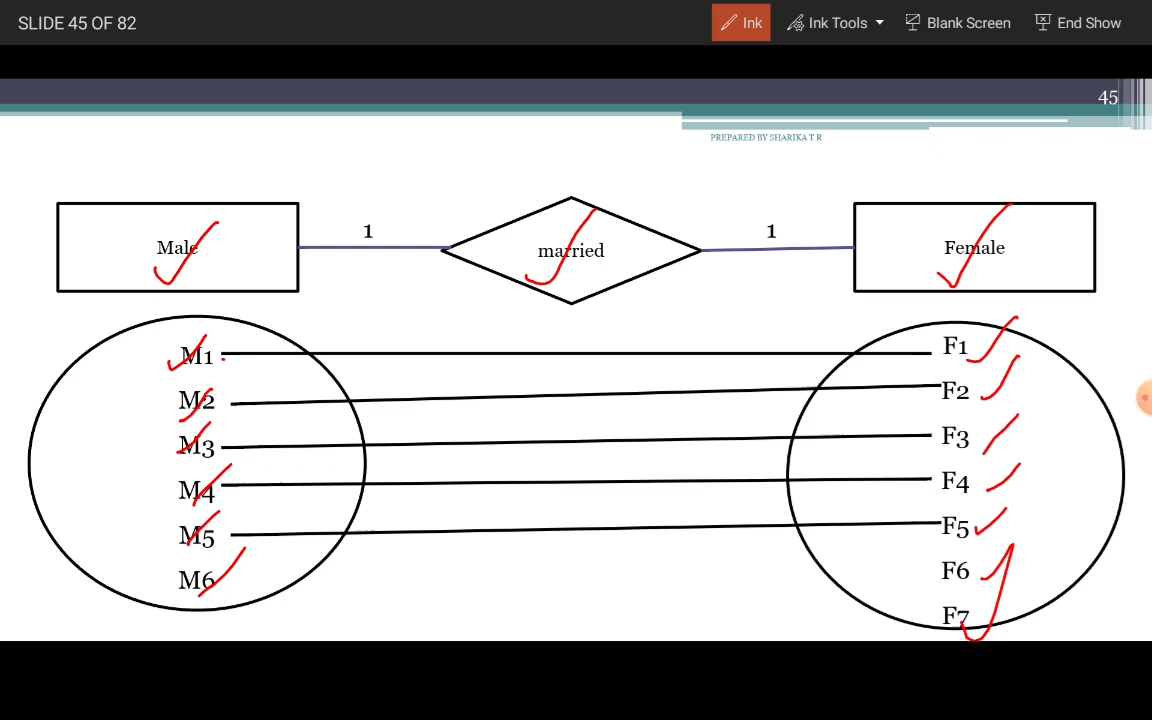 SLIDE 45 OF 82 Ink Ink Tools Blank Screen End Show
45
PREPARED BY SHARIKA T R
Male 1 married 1 Female
M1 F1
M2 F2
M3 F3
M4 F4
M5 F5
M6 F6
F7